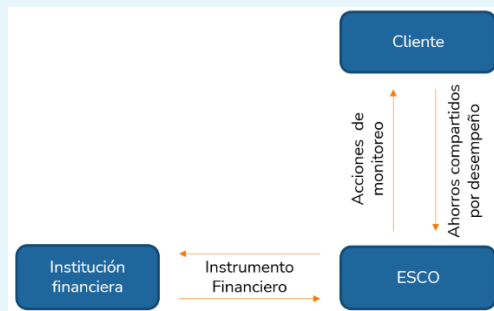 Cliente
Acciones de
monitoreo
Ahorros compartidos
por desempeño
Institución
financiera
Instrumento
Financiero
ESCO